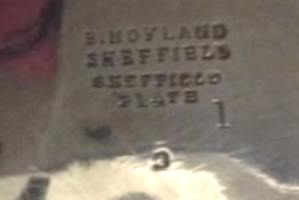 B.HOYLAND
SHEFFIELD
SHEFFIELD
PLATE
1
5